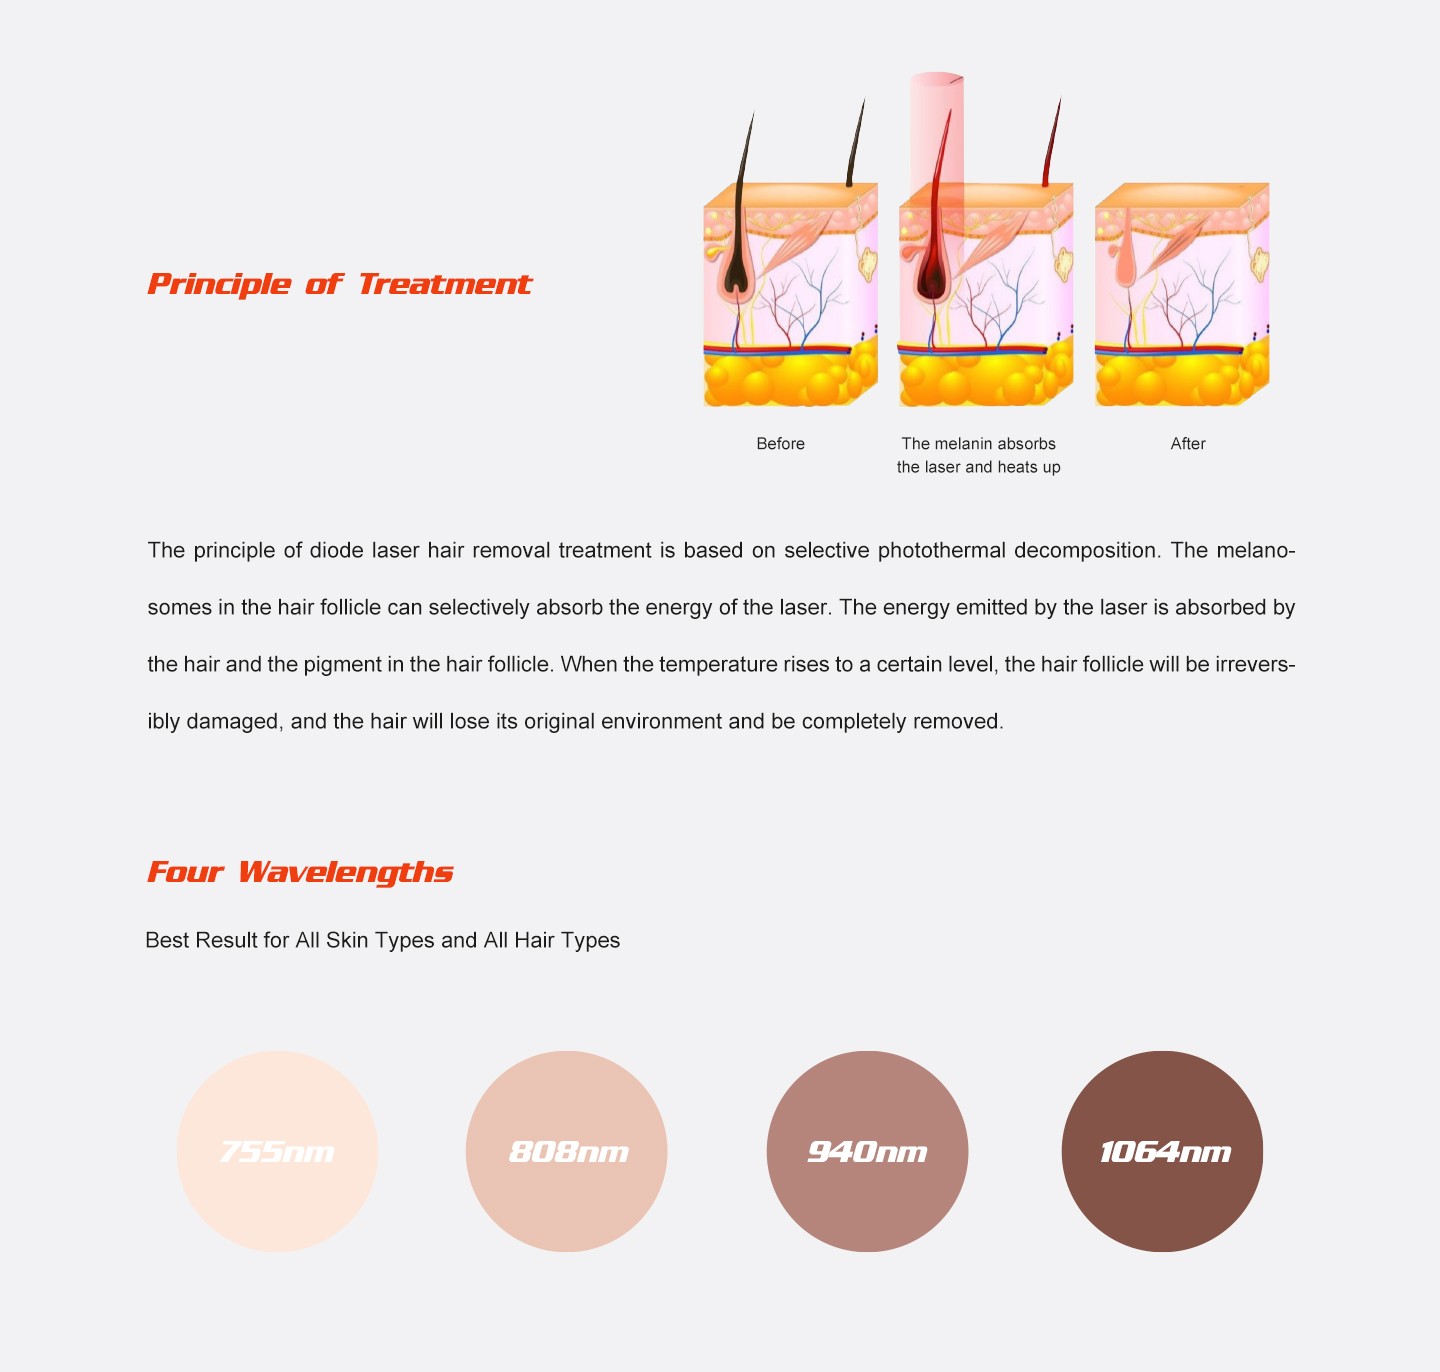 Principle of Treatment
Before
The melanin absorbs
the laser and heats up
After
The principle of diode laser hair removal treatment is based on selective photothermal decomposition. The melano-
somes in the hair follicle can selectively absorb the energy of the laser. The energy emitted by the laser is absorbed by
the hair and the pigment in the hair follicle. When the temperature rises to a certain level, the hair follicle will be irrevers-
ibly damaged, and the hair will lose its original environment and be completely removed.
Four Wavelengths
Best Result for All Skin Types and All Hair Types
755nm
808nm
940nm
1064nm